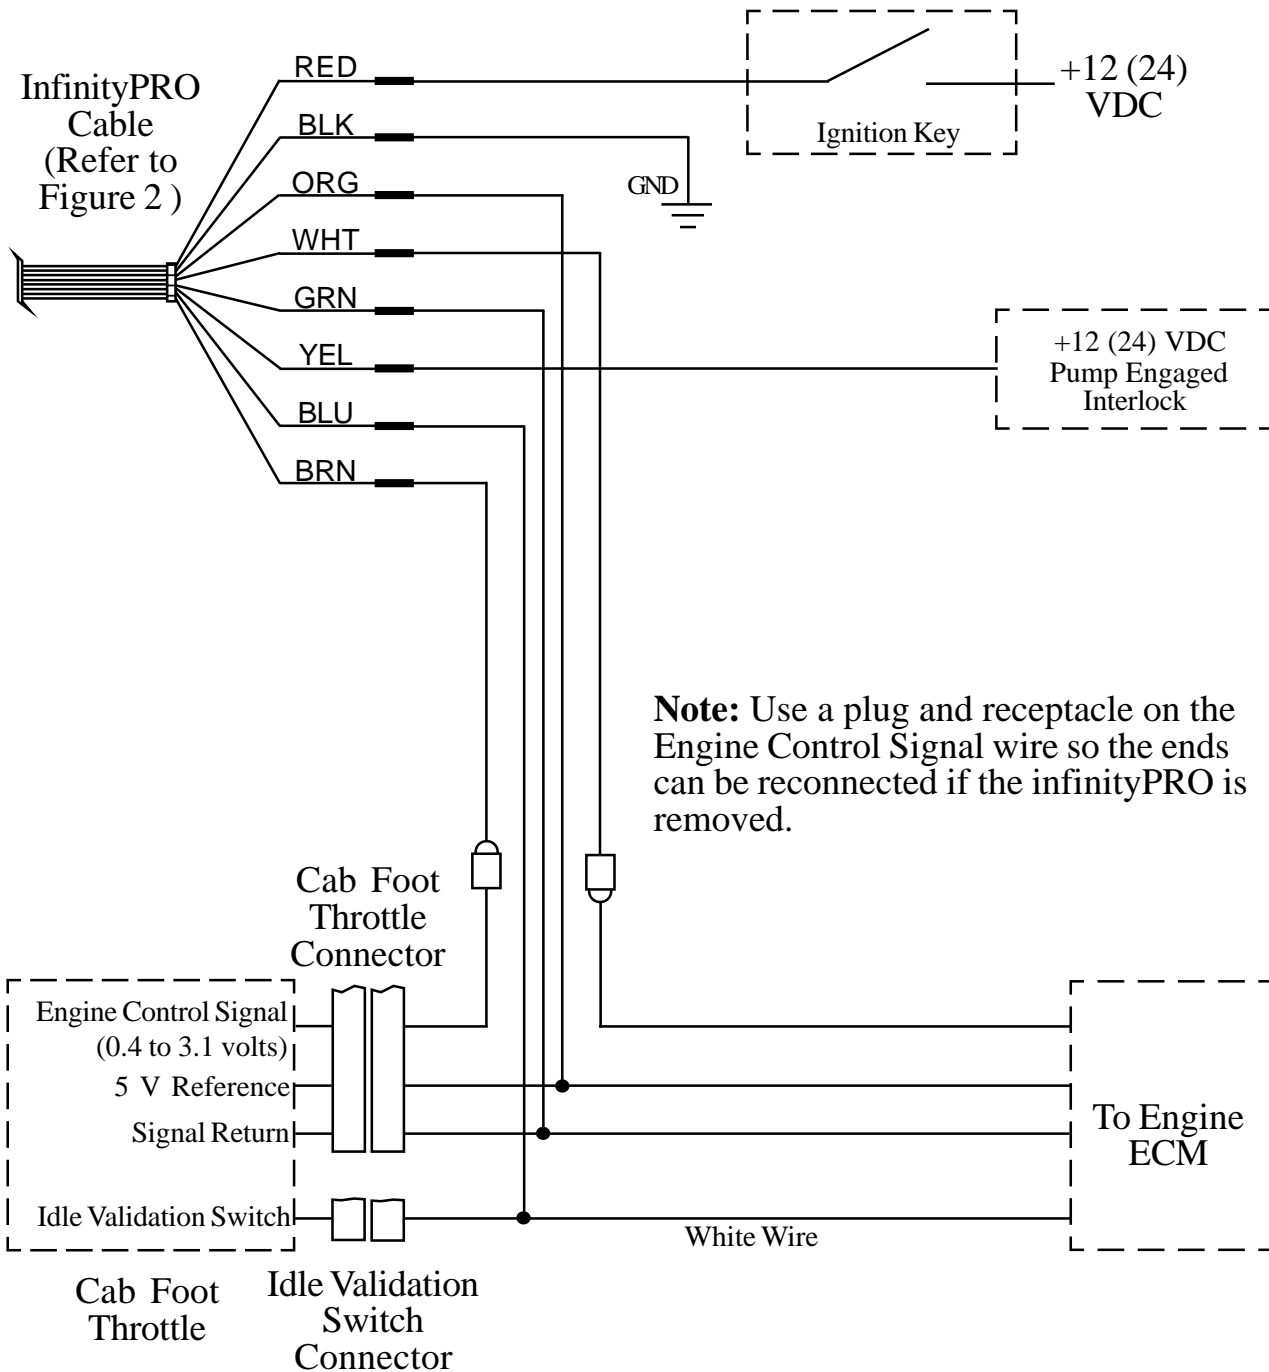 InfinityPRO
Cable
(Refer to
Figure 2 )
RED
BLK
ORG
WHT
GRN
YEL
BLU
BRN
Ignition Key
+12 (24)
VDC
GND
+12 (24) VDC
Pump Engaged
Interlock
Note: Use a plug and receptacle on the
Engine Control Signal wire so the ends
can be reconnected if the infinityPRO is
removed.
Cab Foot
Throttle
Connector
Engine Control Signal
(0.4 to 3.1 volts)
5 V Reference
Signal Return
Idle Validation Switch
To Engine
ECM
White Wire
Cab Foot
Throttle
Idle Validation
Switch
Connector